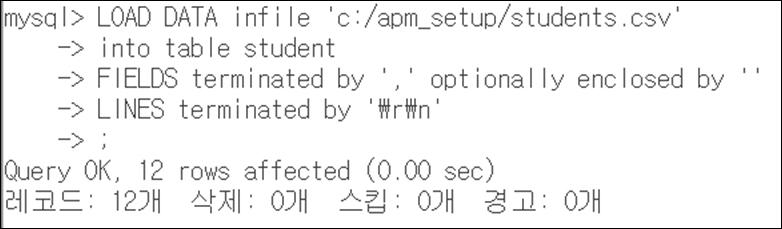 mysql> LOAD DATA infile 'c:/apm_setup/students.csv'
-> into table student
-> FIELDS terminated by ',' optionally enclosed by ''
-> LINES terminated by '₩r₩n'
-> ;
Query OK, 12 rows affected (0.00 sec)
레코드: 12개 삭제: 0개 스킵: 0개 경고: 0개